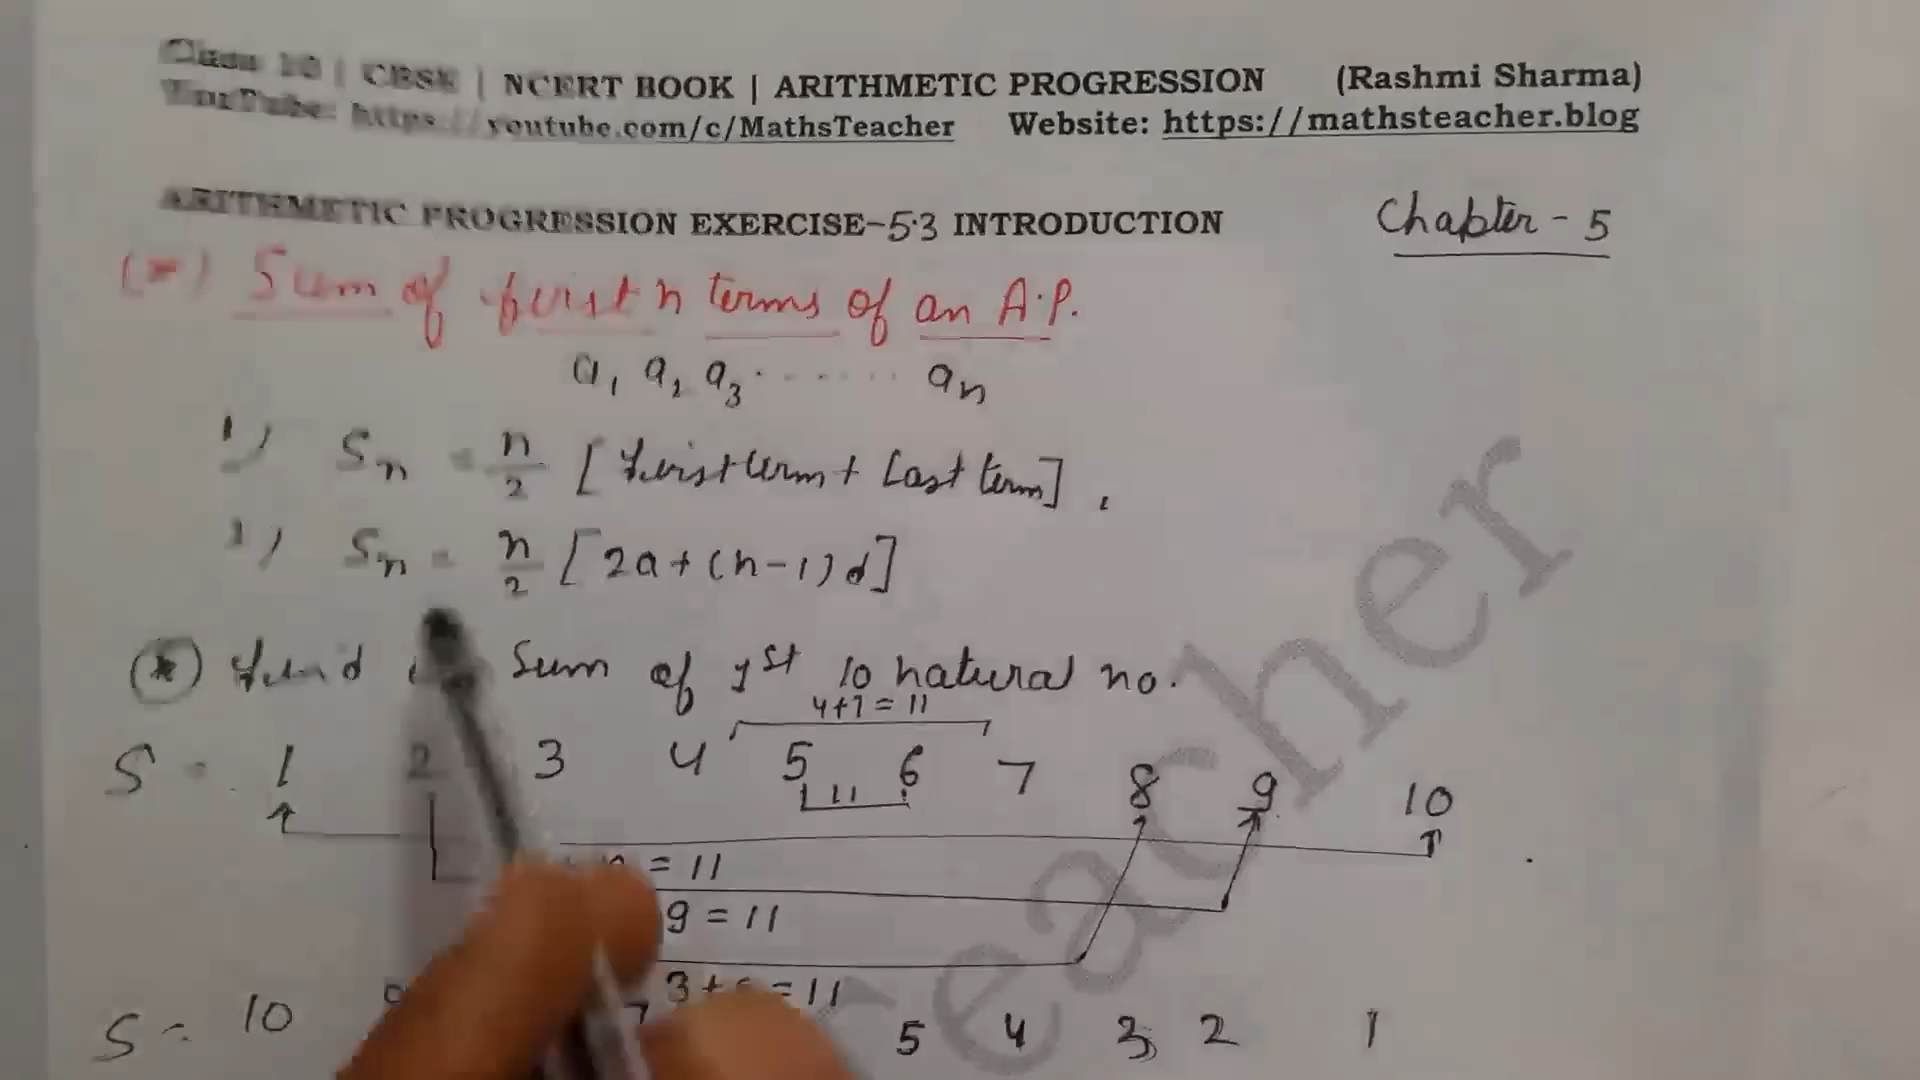 Class 10 | CBSE | NCERT BOOK | ARITHMETIC PROGRESSION (Rashmi Sharma)
YouTube: https://youtube.com/c/MathsTeacher Website: https://mathsteacher.blog
ARITHMETIC PROGRESSION EXERCISE-5.3 INTRODUCTION Chapter - 5
Sum of first n terms of an A.P.
a₁ a₂ a₃ ........ aₙ
1) Sₙ = n/2 [first term + Last term]
Sₙ = n/2 [2a+(n-1)d]
(*) Find Sum of 1st 10 natural no.
4+7 = 11
S = 1 2 3 4 5 6 7 8 9 10
11
= 11
9 = 11
3+ =11
S = 10 7 5 4 3 2 1
eacher